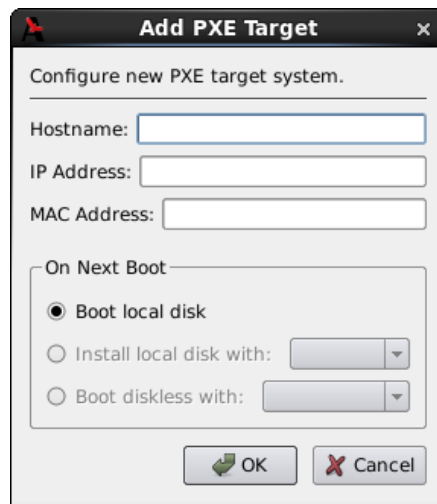 Add PXE Target
Configure new PXE target system.
Hostname:
IP Address:
MAC Address:
On Next Boot
Boot local disk
Install local disk with:
Boot diskless with:
OK
Cancel